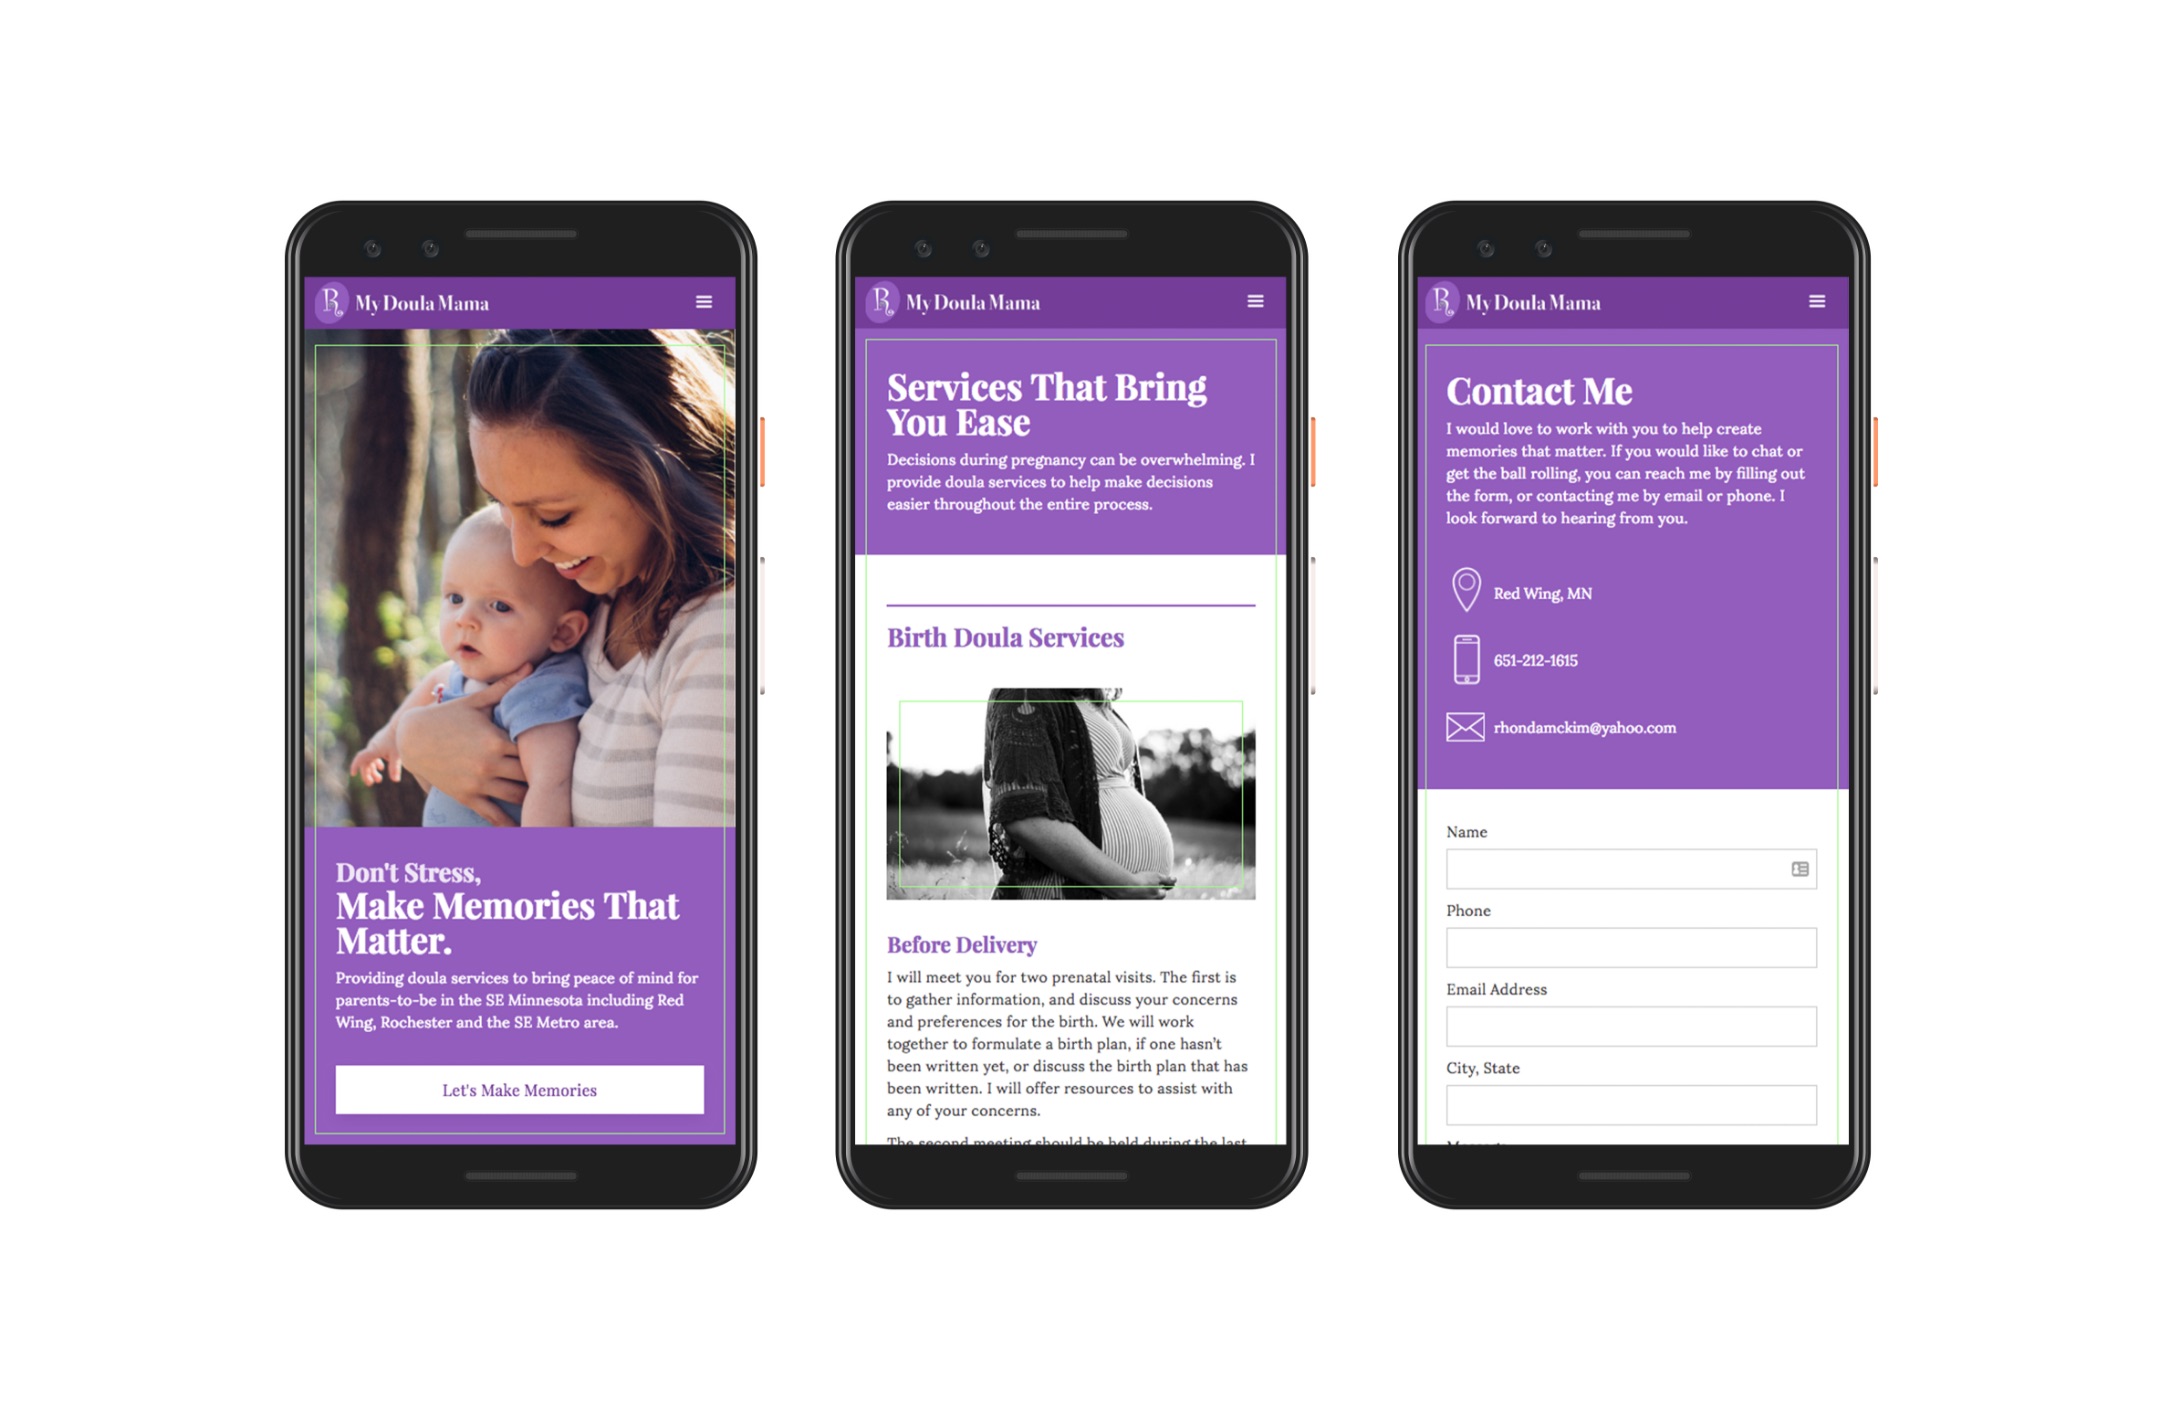 R
My Doula Mama
Don't Stress,
Make Memories That
Matter.
Providing doula services to bring peace of mind for
parents-to-be in the SE Minnesota including Red
Wing, Rochester and the SE Metro area.
Let's Make Memories
R
My Doula Mama
Services That Bring
You Ease
Decisions during pregnancy can be overwhelming. I
provide doula services to help make decisions
easier throughout the entire process.
Birth Doula Services
Before Delivery
I will meet you for two prenatal visits. The first is
to gather information, and discuss your concerns
and preferences for the birth. We will work
together to formulate a birth plan, if one hasn't
been written yet, or discuss the birth plan that has
been written. I will offer resources to assist with
any of your concerns.
The second meeting should be held during the last
R
My Doula Mama
Contact Me
I would love to work with you to help create
memories that matter. If you would like to chat or
get the ball rolling, you can reach me by filling out
the form, or contacting me by email or phone. I
look forward to hearing from you.
Red Wing, MN
651-212-1615
rhondamckim@yahoo.com
Name
Phone
Email Address
City, State